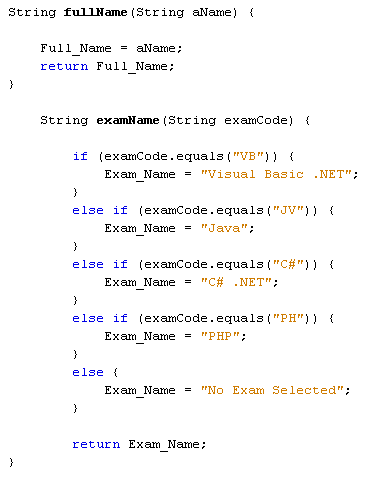 String fullName(String aName) {
Full_Name = aName;
return Full_Name;
}
String examName(String examCode) {
if (examCode.equals("VB")) {
Exam_Name = "Visual Basic .NET";
}
else if (examCode.equals("JV")) {
Exam_Name = "Java";
}
else if (examCode.equals("C#")) {
Exam_Name = "C# .NET";
}
else if (examCode.equals("PH")) {
Exam_Name = "PHP";
}
else {
Exam_Name = "No Exam Selected";
}
return Exam_Name;
}